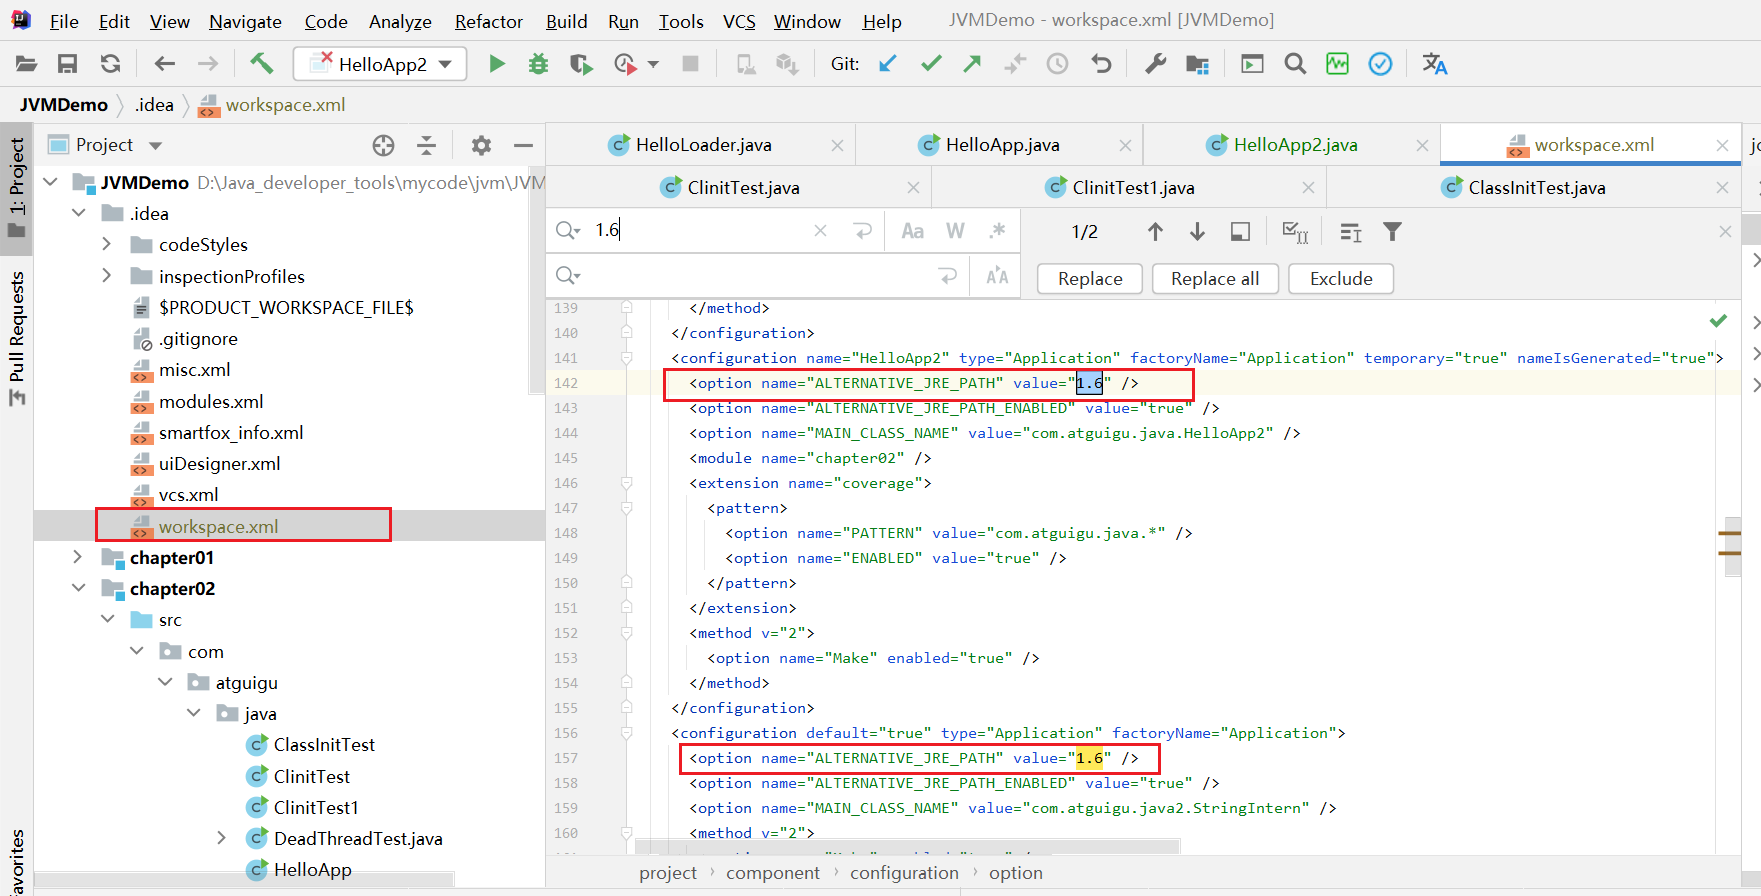 File Edit View Navigate Code Analyze Refactor Build Run Tools VCS Window Help JVMDemo - workspace.xml [JVMDemo]
HelloApp2 Git:
JVMDemo .idea workspace.xml
1: Project
Pull Requests
Favorites
Project
JVMDemo D:\Java_developer_tools\mycode\jvm\JVM
.idea
codeStyles
inspectionProfiles
$PRODUCT_WORKSPACE_FILE$
.gitignore
misc.xml
modules.xml
smartfox_info.xml
uiDesigner.xml
vcs.xml
workspace.xml
chapter01
chapter02
src
com
atguigu
java
ClassInitTest
ClinitTest
ClinitTest1
DeadThreadTest.java
HelloApp
HelloLoader.java HelloApp.java HelloApp2.java workspace.xml
ClinitTest.java ClinitTest1.java ClassInitTest.java
1.6 Aa W .* 1/2
Replace Replace all Exclude
139 </method>
140 </configuration>
141 <configuration name="HelloApp2" type="Application" factoryName="Application" temporary="true" nameIsGenerated="true">
142 <option name="ALTERNATIVE_JRE_PATH" value="1.6" />
143 <option name="ALTERNATIVE_JRE_PATH_ENABLED" value="true" />
144 <option name="MAIN_CLASS_NAME" value="com.atguigu.java.HelloApp2" />
145 <module name="chapter02" />
146 <extension name="coverage">
147 <pattern>
148 <option name="PATTERN" value="com.atguigu.java.*" />
149 <option name="ENABLED" value="true" />
150 </pattern>
151 </extension>
152 <method v="2">
153 <option name="Make" enabled="true" />
154 </method>
155 </configuration>
156 <configuration default="true" type="Application" factoryName="Application">
157 <option name="ALTERNATIVE_JRE_PATH" value="1.6" />
158 <option name="ALTERNATIVE_JRE_PATH_ENABLED" value="true" />
159 <option name="MAIN_CLASS_NAME" value="com.atguigu.java2.StringIntern" />
160 <method v="2">
project component configuration option